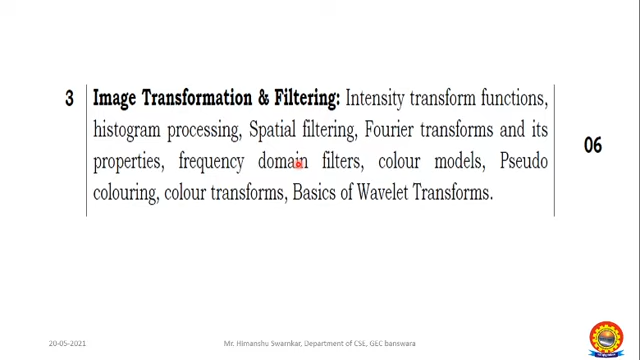 3 Image Transformation & Filtering: Intensity transform functions,
histogram processing, Spatial filtering, Fourier transforms and its
properties, frequency domain filters, colour models, Pseudo
colouring, colour transforms, Basics of Wavelet Transforms.
06
20-05-2021
Mr. Himanshu Swarnkar, Department of CSE, GEC banswara